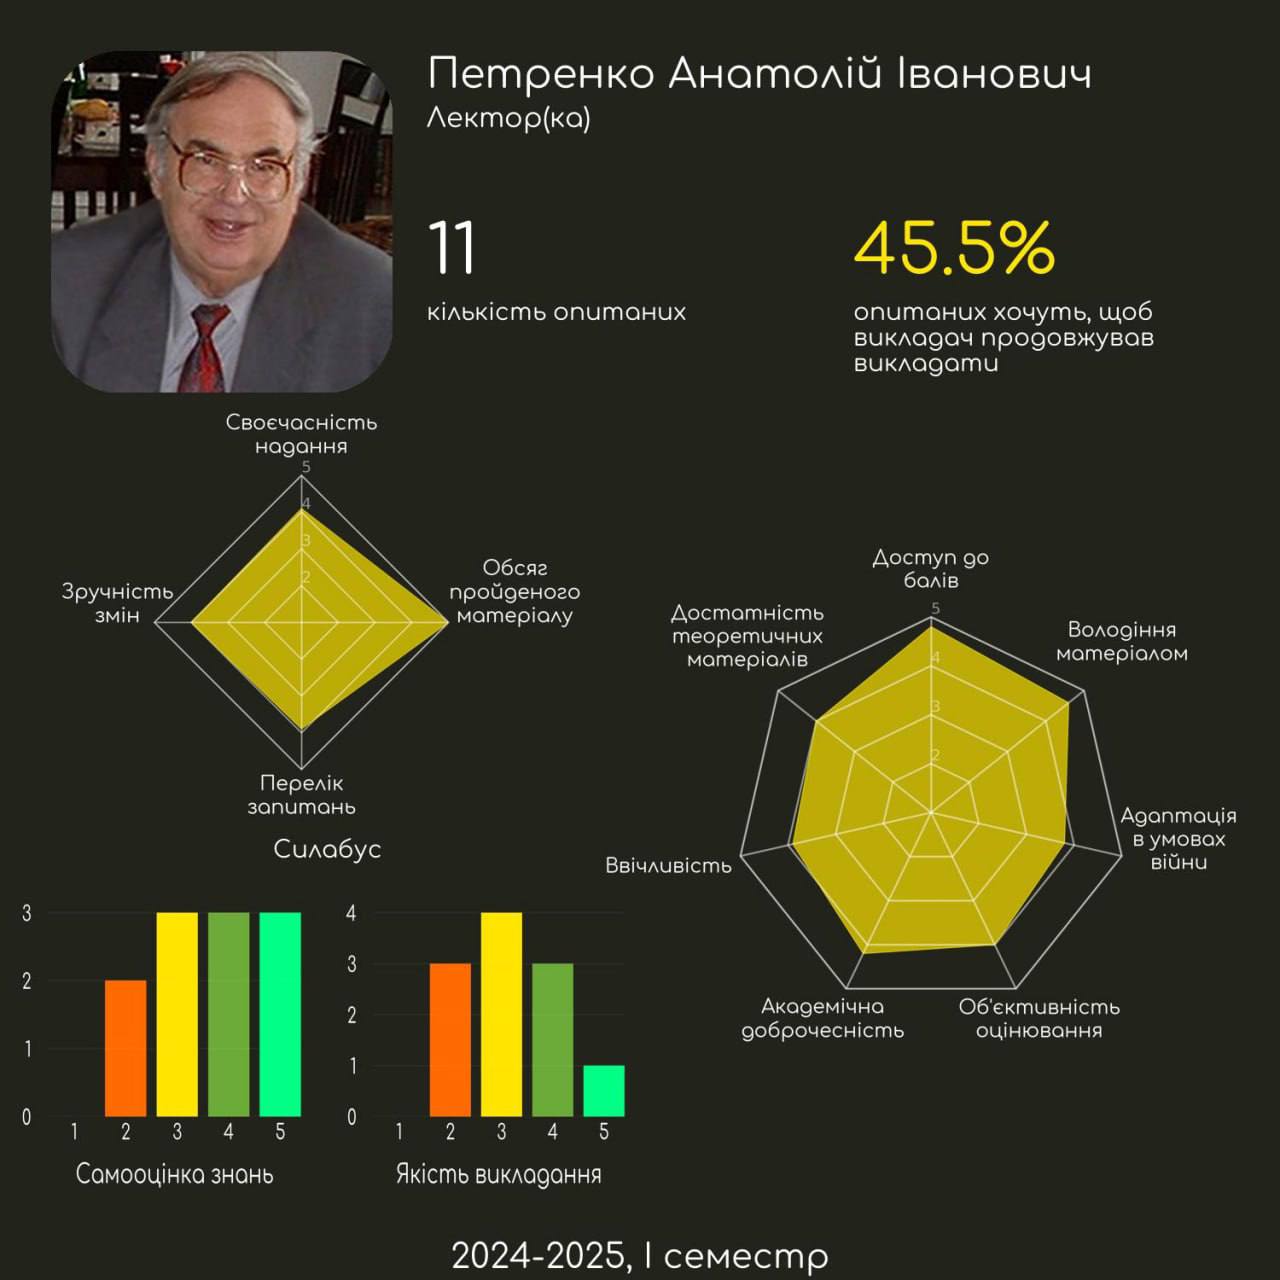 Петренко Анатолій Іванович
Лектор(ка)
11
кількість опитаних
45.5%
опитаних хочуть, щоб
викладач продовжував
викладати
Своєчасність
надання
5
4
3
2
Зручність
змін
Обсяг
пройденого
матеріалу
Перелік
запитань
Силабус
Доступ до
балів
5
4
3
2
Достатність
теоретичних
матеріалів
Володіння
матеріалом
Адаптація
в умовах
війни
Ввічливість
Академічна
доброчесність
Об'єктивність
оцінювання
3
2
1
0
1 2 3 4 5
Самооцінка знань
4
3
2
1
0
1 2 3 4 5
Якість викладання
2024-2025, І семестр